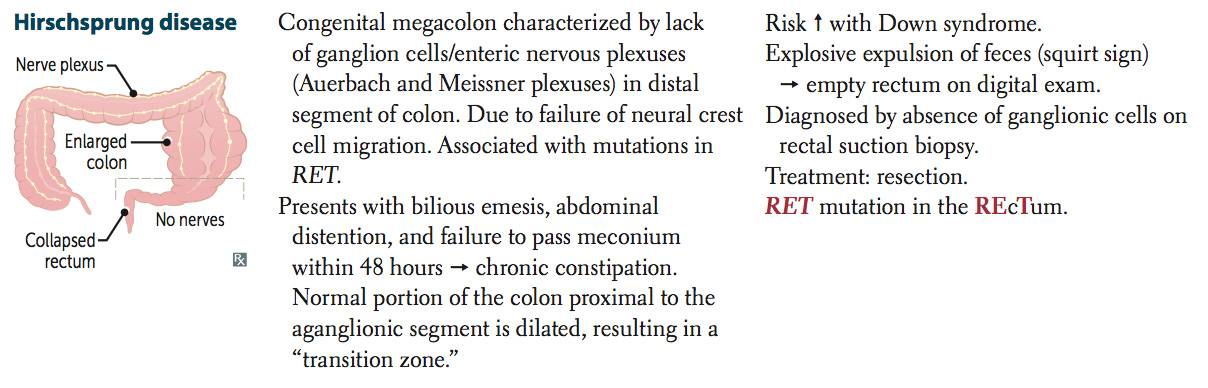 Hirschsprung disease
Nerve plexus
Enlarged
colon
No nerves
Collapsed
rectum
Rx
Congenital megacolon characterized by lack
of ganglion cells/enteric nervous plexuses
(Auerbach and Meissner plexuses) in distal
segment of colon. Due to failure of neural crest
cell migration. Associated with mutations in
RET.
Presents with bilious emesis, abdominal
distention, and failure to pass meconium
within 48 hours → chronic constipation.
Normal portion of the colon proximal to the
aganglionic segment is dilated, resulting in a
“transition zone.”
Risk ↑ with Down syndrome.
Explosive expulsion of feces (squirt sign)
→ empty rectum on digital exam.
Diagnosed by absence of ganglionic cells on
rectal suction biopsy.
Treatment: resection.
RET mutation in the REcTum.